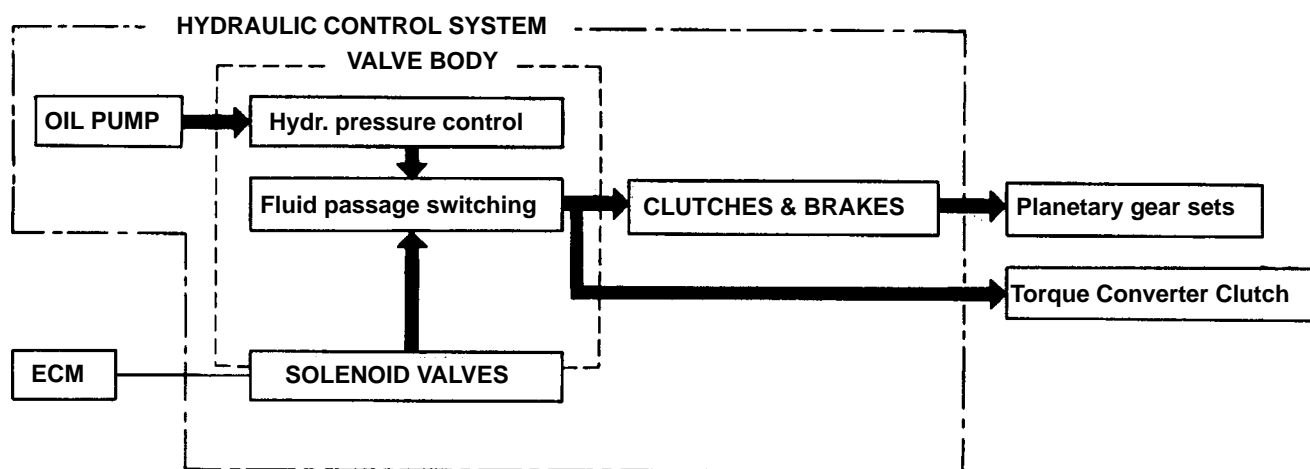 HYDRAULIC CONTROL SYSTEM
VALVE BODY
OIL PUMP
Hydr. pressure control
Fluid passage switching
CLUTCHES & BRAKES
Planetary gear sets
Torque Converter Clutch
ECM
SOLENOID VALVES